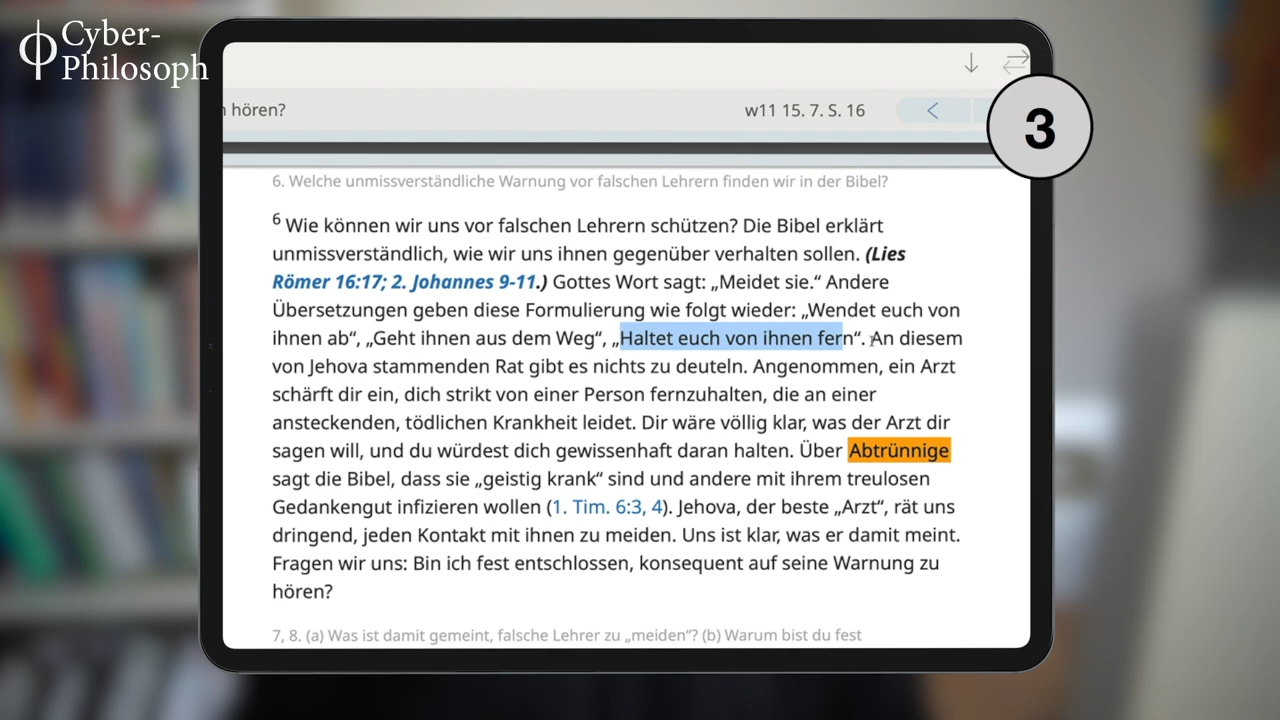 Cyber-
Philosoph
hören?
w11 15. 7. S. 16
3
6. Welche unmissverständliche Warnung vor falschen Lehrern finden wir in der Bibel?
6 Wie können wir uns vor falschen Lehrern schützen? Die Bibel erklärt
unmissverständlich, wie wir uns ihnen gegenüber verhalten sollen. (Lies
Römer 16:17; 2. Johannes 9-11.) Gottes Wort sagt: „Meidet sie.“ Andere
Übersetzungen geben diese Formulierung wie folgt wieder: „Wendet euch von
ihnen ab“, „Geht ihnen aus dem Weg“, „Haltet euch von ihnen fern“. An diesem
von Jehova stammenden Rat gibt es nichts zu deuteln. Angenommen, ein Arzt
schärft dir ein, dich strikt von einer Person fernzuhalten, die an einer
ansteckenden, tödlichen Krankheit leidet. Dir wäre völlig klar, was der Arzt dir
sagen will, und du würdest dich gewissenhaft daran halten. Über Abtrünnige
sagt die Bibel, dass sie „geistig krank“ sind und andere mit ihrem treulosen
Gedankengut infizieren wollen (1. Tim. 6:3, 4). Jehova, der beste „Arzt“, rät uns
dringend, jeden Kontakt mit ihnen zu meiden. Uns ist klar, was er damit meint.
Fragen wir uns: Bin ich fest entschlossen, konsequent auf seine Warnung zu
hören?
7, 8. (a) Was ist damit gemeint, falsche Lehrer zu „meiden“? (b) Warum bist du fest